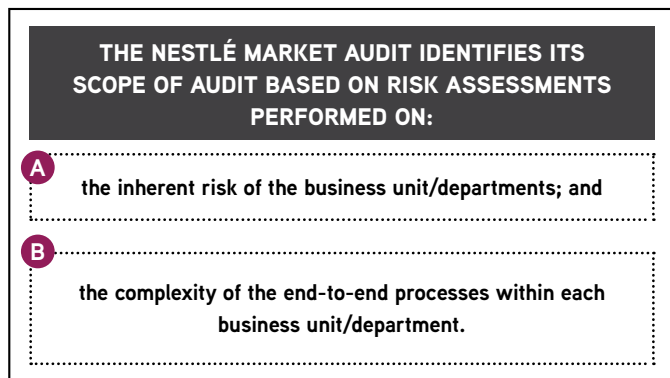 THE NESTLÉ MARKET AUDIT IDENTIFIES ITS
SCOPE OF AUDIT BASED ON RISK ASSESSMENTS
PERFORMED ON:
A
the inherent risk of the business unit/departments; and
B
the complexity of the end-to-end processes within each
business unit/department.